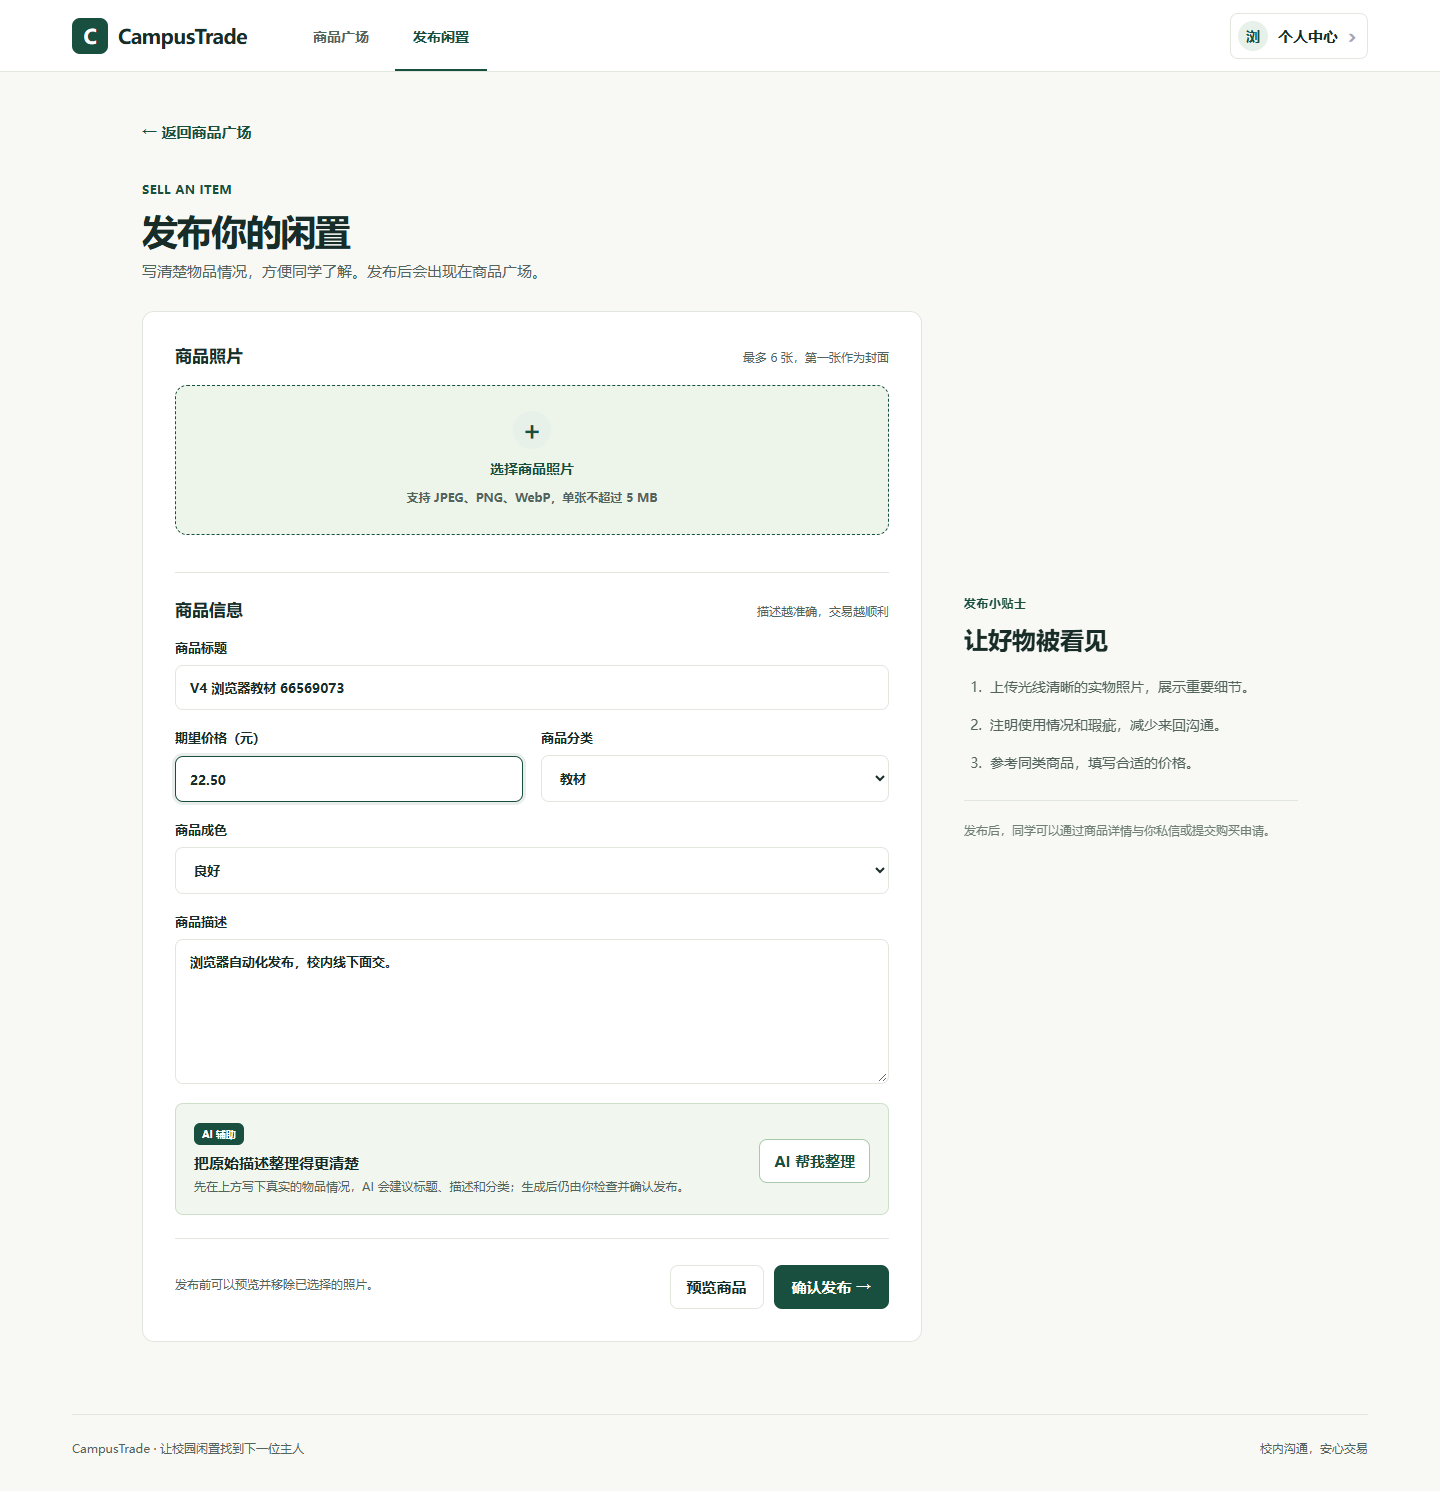 C CampusTrade 商品广场 发布闲置 浏 个人中心 ›
← 返回商品广场
SELL AN ITEM
发布你的闲置
写清楚物品情况，方便同学了解。发布后会出现在商品广场。
商品照片 最多 6 张，第一张作为封面
+
选择商品照片
支持 JPEG、PNG、WebP，单张不超过 5 MB
商品信息 描述越准确，交易越顺利
商品标题
V4 浏览器教材 66569073
期望价格（元） 商品分类
22.50 教材
商品成色
良好
商品描述
浏览器自动化发布，校内线下面交。
AI 辅助
把原始描述整理得更清楚
先在上方写下真实的物品情况，AI 会建议标题、描述和分类；生成后仍由你检查并确认发布。
AI 帮我整理
发布前可以预览并移除已选择的照片。 预览商品 确认发布 →
发布小贴士
让好物被看见
1. 上传光线清晰的实物照片，展示重要细节。
2. 注明使用情况和瑕疵，减少来回沟通。
3. 参考同类商品，填写合适的价格。
发布后，同学可以通过商品详情与你私信或提交购买申请。
CampusTrade · 让校园闲置找到下一位主人 校内沟通，安心交易